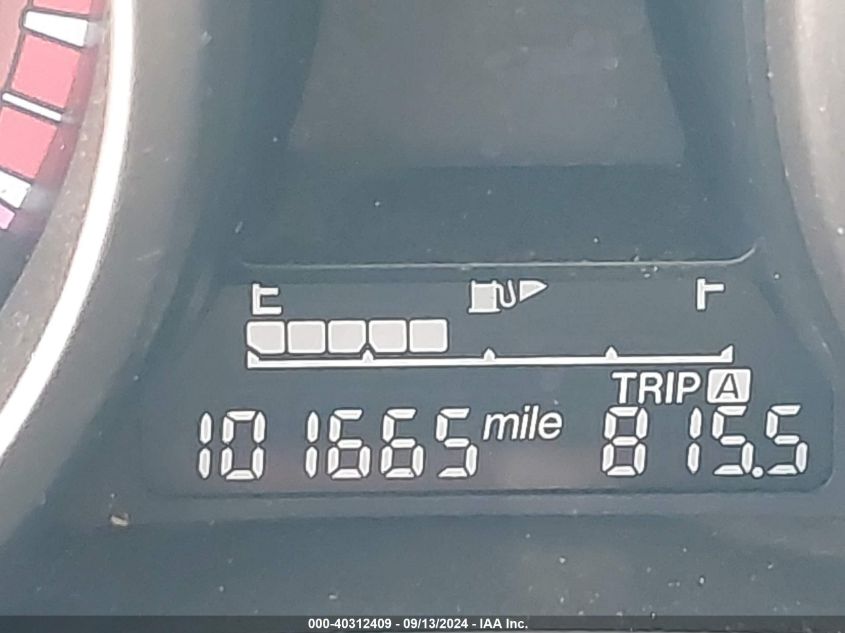 E F
TRIP A
101665 mile 815.5
000-40312409 - 09/13/2024 - IAA Inc.